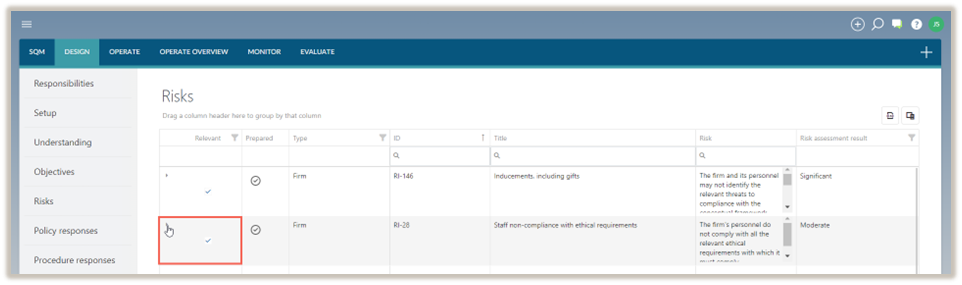 JS
SQM DESIGN OPERATE OPERATE OVERVIEW MONITOR EVALUATE
Responsibilities
Setup
Understanding
Objectives
Risks
Policy responses
Procedure responses
Risks
Drag a column header here to group by that column
Relevant Prepared Type ID Title Risk Risk assessment result
Firm RI-146 Inducements, including gifts
The firm and its personnel
may not identify the
relevant threats to
compliance with the
conceptual framework
Significant
Firm RI-28 Staff non-compliance with ethical requirements
The firm's personnel do
not comply with all the
relevant ethical
requirements with which it
must comply
Moderate